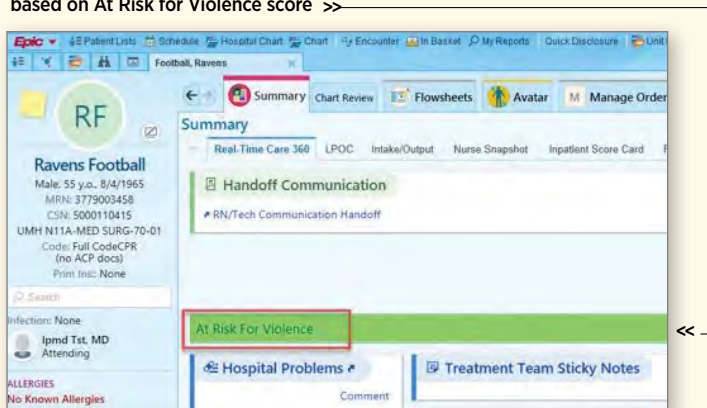 based on At Risk for Violence score >>
Epic Patient Lists Schedule Hospital Chart Chart Encounter In Basket My Reports Quick Disclosure Unit
Football, Ravens
Summary Chart Review Flowsheets Avatar M Manage Order
RF
Summary
Real-Time Care 360 LPOC Intake/Output Nurse Snapshot Inpatient Score Card
Ravens Football
Male, 55 y.o., 8/4/1965
MRN: 3779003458
CSN: 5000110415
UMH N11A-MED SURG-70-01
Code: Full CodeCPR
(no ACP docs)
Prim Ins: None
Search
Infection: None
Ipmd Tst, MD
Attending
ALLERGIES
No Known Allergies
Handoff Communication
RN/Tech Communication Handoff
At Risk For Violence
<<
Hospital Problems
Comment
Treatment Team Sticky Notes